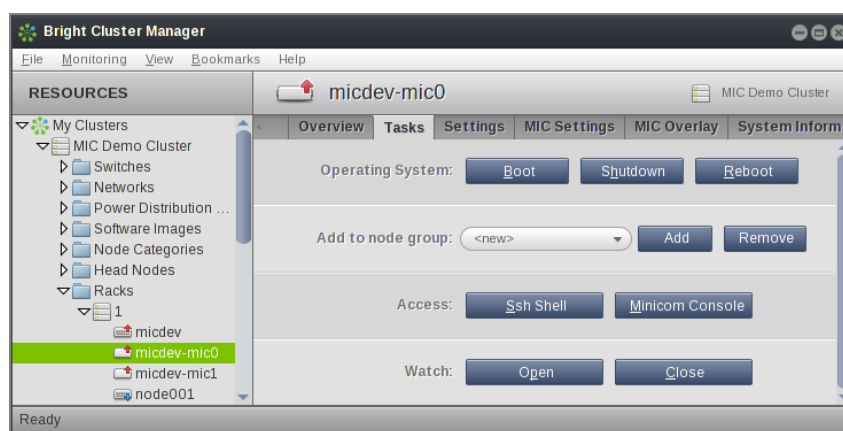 Bright Cluster Manager
File Monitoring View Bookmarks Help
RESOURCES
My Clusters
MIC Demo Cluster
Switches
Networks
Power Distribution ...
Software Images
Node Categories
Head Nodes
Racks
1
micdev
micdev-mic0
micdev-mic1
node001
micdev-mic0
MIC Demo Cluster
Overview Tasks Settings MIC Settings MIC Overlay System Inform
Operating System: Boot Shutdown Reboot
Add to node group: <new> Add Remove
Access: Ssh Shell Minicom Console
Watch: Open Close
Ready